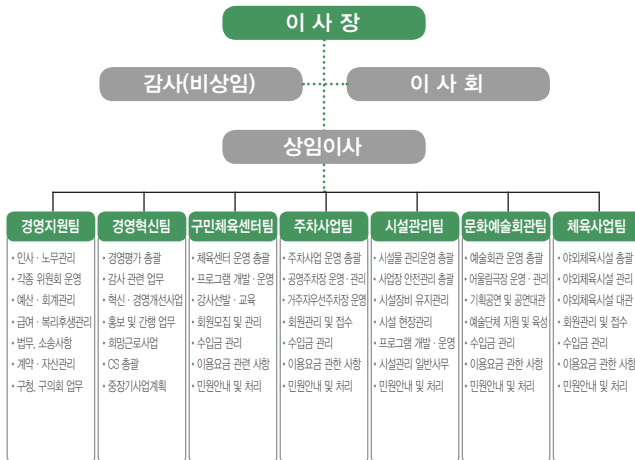 이 사 장
감사(비상임)
이 사 회
상임이사
경영지원팀
• 인사 · 노무관리
• 각종 위원회 운영
• 예산 · 회계관리
• 급여 · 복리후생관리
• 법무, 소송사항
• 계약 · 자산관리
• 구청, 구의회 업무
경영혁신팀
• 경영평가 총괄
• 감사 관련 업무
• 혁신 · 경영개선사업
• 홍보 및 간행 업무
• 희망근로사업
• CS 총괄
• 중장기사업계획
구민체육센터팀
• 체육센터 운영 총괄
• 프로그램 개발 · 운영
• 강사선발 · 교육
• 회원모집 및 관리
• 수입금 관리
• 이용요금 관련 사항
• 민원안내 및 처리
주차사업팀
• 주차사업 운영 총괄
• 공영주차장 운영 · 관리
• 거주자우선주차장 운영
• 회원관리 및 접수
• 수입금 관리
• 이용요금 관한 사항
• 민원안내 및 처리
시설관리팀
• 시설물 관리운영 총괄
• 사업장 안전관리 총괄
• 시설장비 유지관리
• 시설 현장관리
• 프로그램 개발 · 운영
• 시설관리 일반사무
• 민원안내 및 처리
문화예술회관팀
• 예술회관 운영 총괄
• 어울림극장 운영 · 관리
• 기획공연 및 공연대관
• 예술단체 지원 및 육성
• 수입금 관리
• 이용요금 관한 사항
• 민원안내 및 처리
체육사업팀
• 야외체육시설 총괄
• 야외체육시설 관리
• 야외체육시설 대관
• 회원관리 및 접수
• 수입금 관리
• 이용요금 관한 사항
• 민원안내 및 처리